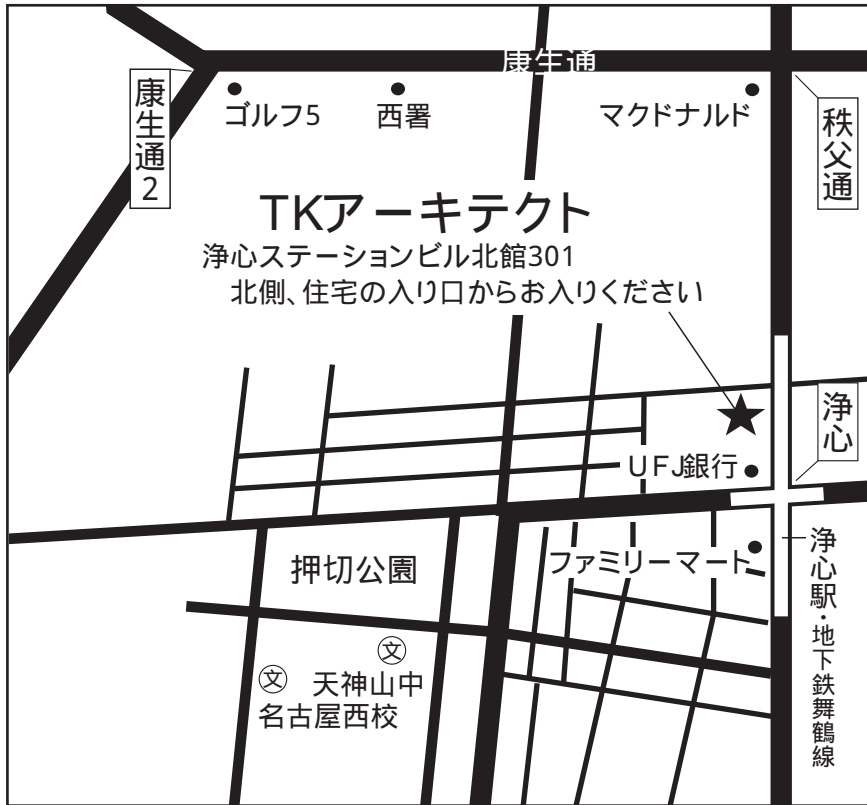 康生通
康生通2
ゴルフ5
西署
マクドナルド
秩父通
TKアーキテクト
浄心ステーションビル北館301
北側、住宅の入り口からお入りください
浄心
UFJ銀行
押切公園
ファミリーマート
浄心駅・地下鉄舞鶴線
文
文
天神山中
名古屋西校